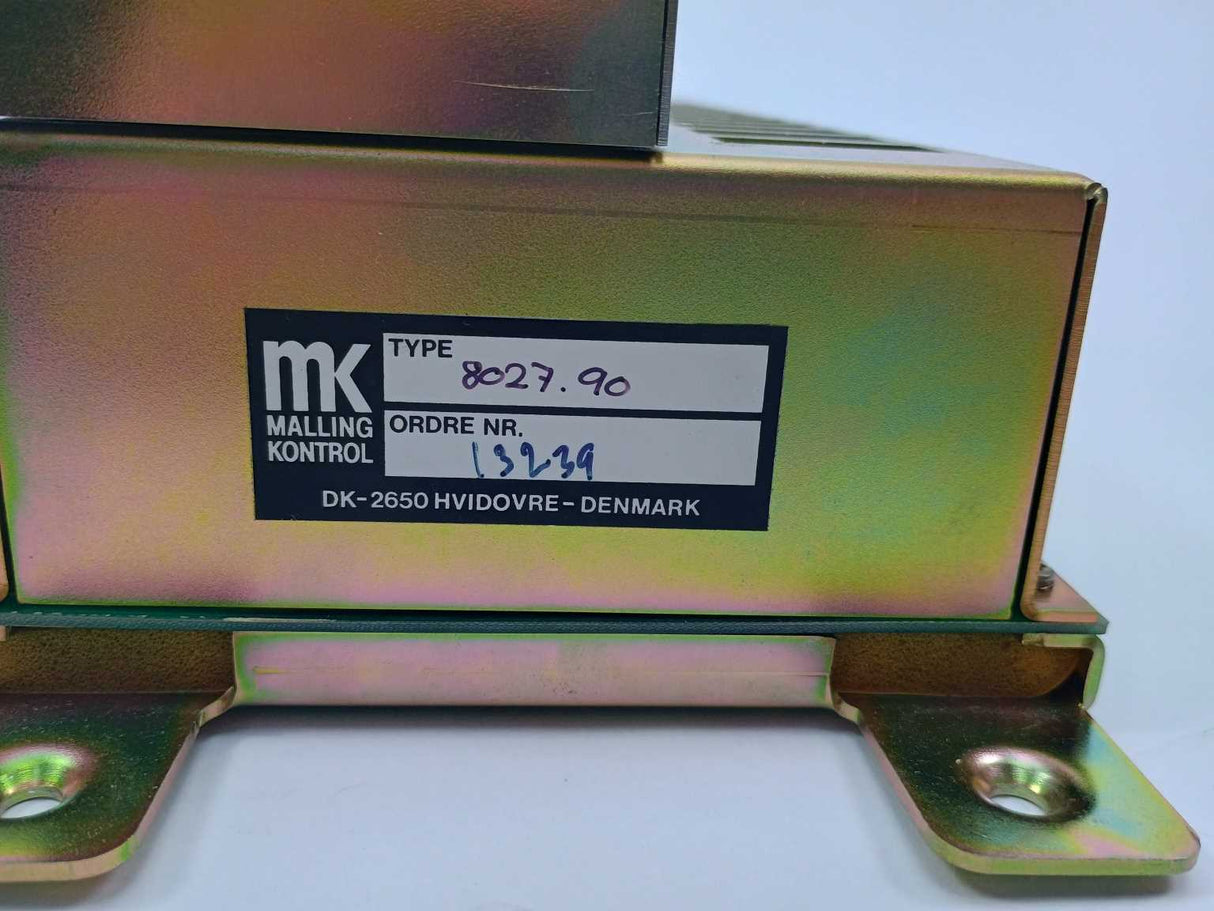 mK
MALLING
KONTROL
TYPE
8027.90
ORDRE NR.
13239
DK-2650 HVIDOVRE-DENMARK